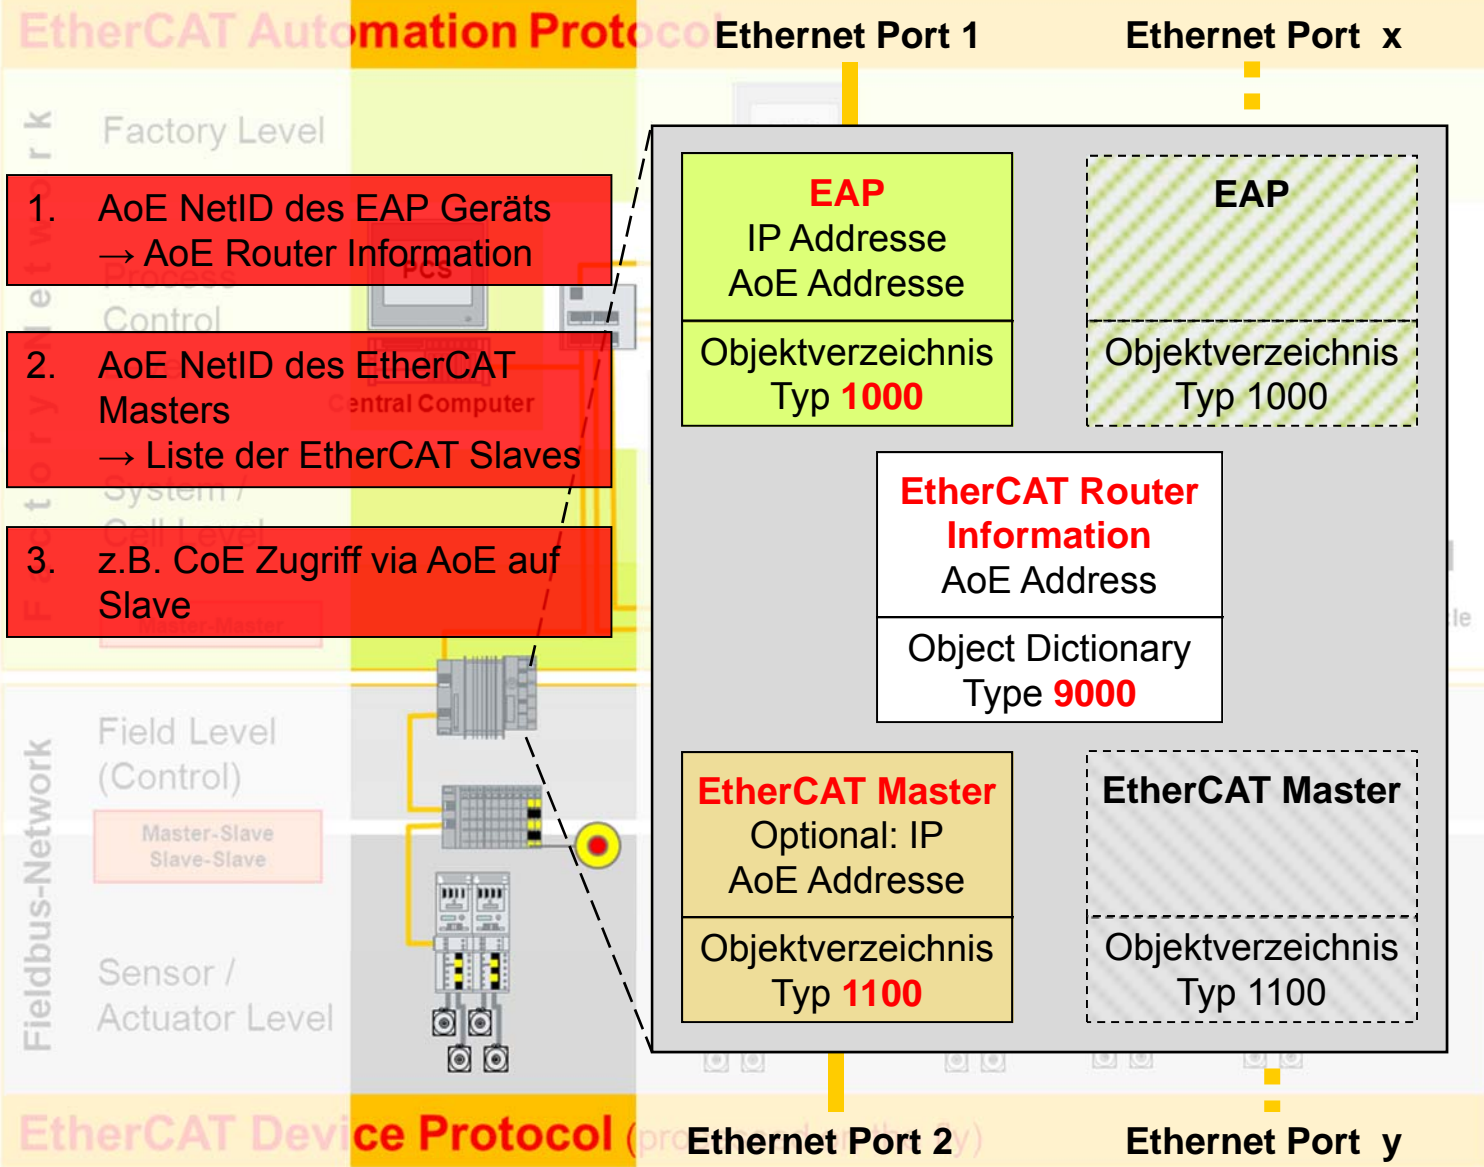 EtherCAT Automation Protocol
Ethernet Port 1
Ethernet Port x
Factory Network
Factory Level
1. AoE NetID des EAP Geräts
→ AoE Router Information
Process
Control
PCS
2. AoE NetID des EtherCAT
Masters
→ Liste der EtherCAT Slaves
Central Computer
System /
Cell Level
3. z.B. CoE Zugriff via AoE auf
Slave
Master-Master
EAP
IP Addresse
AoE Addresse
Objektverzeichnis
Typ 1000
EAP
Objektverzeichnis
Typ 1000
EtherCAT Router
Information
AoE Address
Object Dictionary
Type 9000
Fieldbus-Network
Field Level
(Control)
Master-Slave
Slave-Slave
Sensor /
Actuator Level
EtherCAT Master
Optional: IP
AoE Addresse
Objektverzeichnis
Typ 1100
EtherCAT Master
Objektverzeichnis
Typ 1100
EtherCAT Device Protocol
Ethernet Port 2
Ethernet Port y